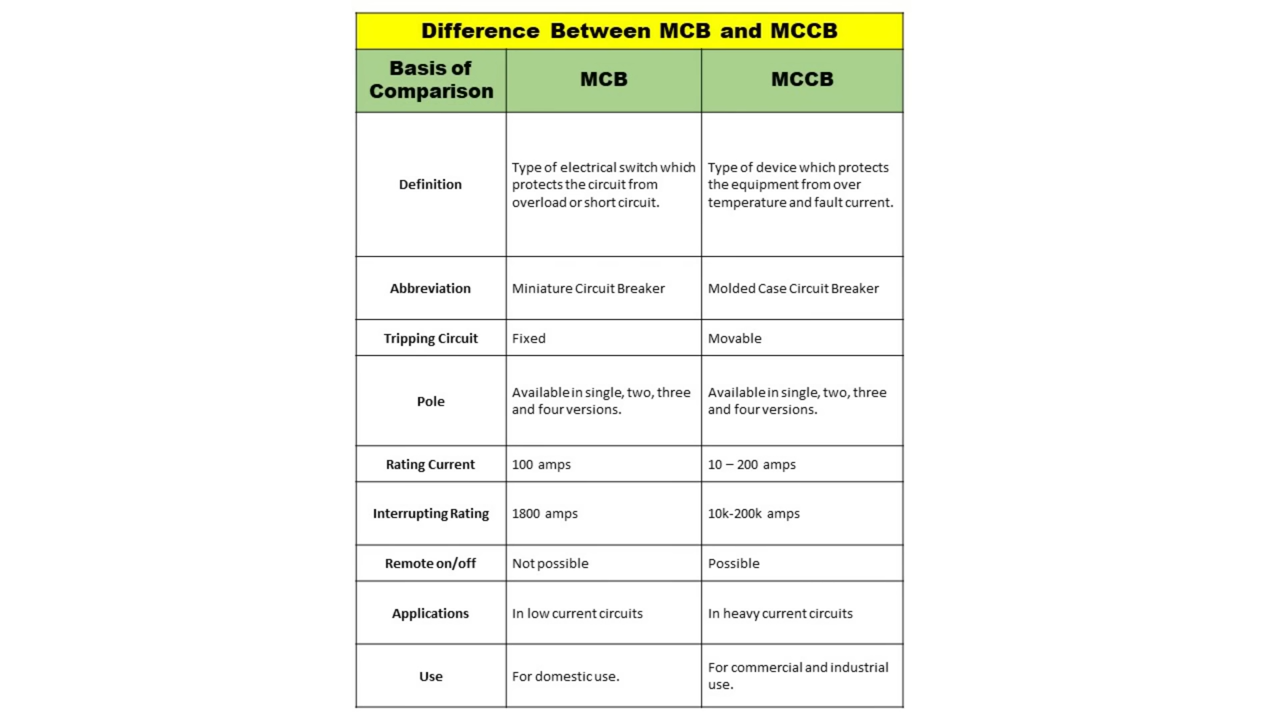 Difference Between MCB and MCCB
Basis of
Comparison
MCB
MCCB
Definition
Type of electrical switch which
protects the circuit from
overload or short circuit.
Type of device which protects
the equipment from over
temperature and fault current.
Abbreviation
Miniature Circuit Breaker
Molded Case Circuit Breaker
Tripping Circuit
Fixed
Movable
Pole
Available in single, two, three
and four versions.
Available in single, two, three
and four versions.
Rating Current
100 amps
10 – 200 amps
Interrupting Rating
1800 amps
10k-200k amps
Remote on/off
Not possible
Possible
Applications
In low current circuits
In heavy current circuits
Use
For domestic use.
For commercial and industrial
use.